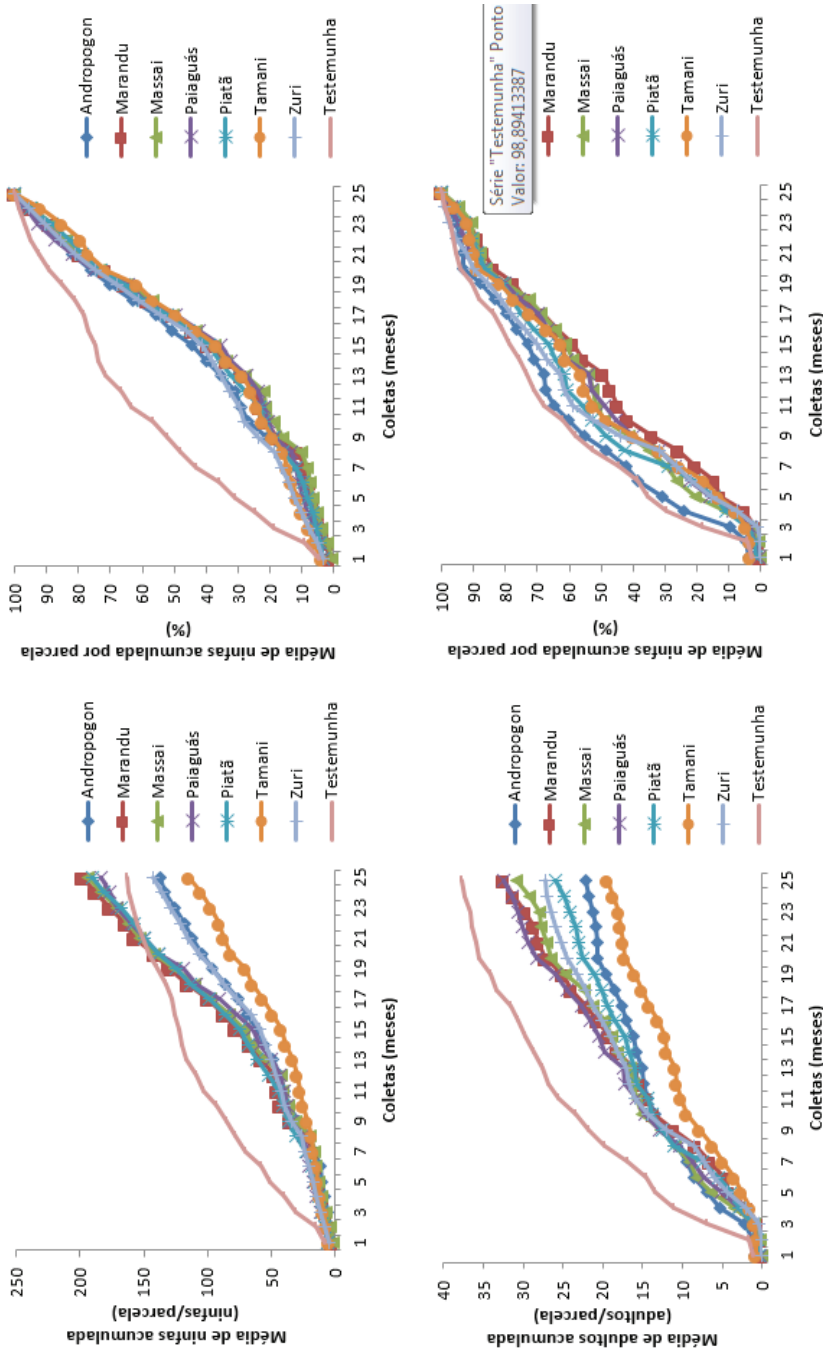 Média de ninfas acumulada
(ninfas/parcela)
250
200
150
100
50
0
1 3 5 7 9 11 13 15 17 19 21 23 25
Coletas (meses)
Andropogon
Marandu
Massai
Paiaguás
Piatã
Tamani
Zuri
Testemunha
Média de ninfas acumulada por parcela
(%)
100
90
80
70
60
50
40
30
20
10
0
1 3 5 7 9 11 13 15 17 19 21 23 25
Coletas (meses)
Andropogon
Marandu
Massai
Paiaguás
Piatã
Tamani
Zuri
Testemunha
Média de adultos acumulada
(adultos/parcela)
40
35
30
25
20
15
10
5
0
1 3 5 7 9 11 13 15 17 19 21 23 25
Coletas (meses)
Andropogon
Marandu
Massai
Paiaguás
Piatã
Tamani
Zuri
Testemunha
Média de ninfas acumulada por parcela
(%)
100
90
80
70
60
50
40
30
20
10
0
1 3 5 7 9 11 13 15 17 19 21 23 25
Coletas (meses)
Série "Testemunha" Ponto
Valor: 98,89413387
Marandu
Massai
Paiaguás
Piatã
Tamani
Zuri
Testemunha